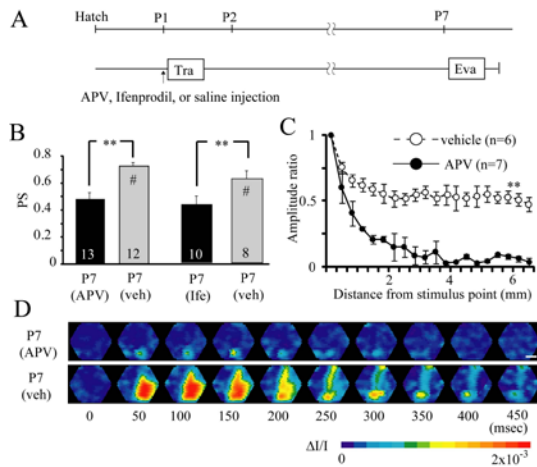 A
Hatch P1 P2 P7
Tra Eva
APV, Ifenprodil, or saline injection
B
** **
0.8
0.6
0.4
0.2
0
PS
# #
13 12 10 8
P7 P7 P7 P7
(APV) (veh) (Ife) (veh)
C
1
0.5
0
Amplitude ratio
vehicle (n=6)
APV (n=7)
**
2 4 6
Distance from stimulus point (mm)
D
P7
(APV)
P7
(veh)
0 50 100 150 200 250 300 350 400 450
(msec)
ΔI/I
0 2x10⁻³